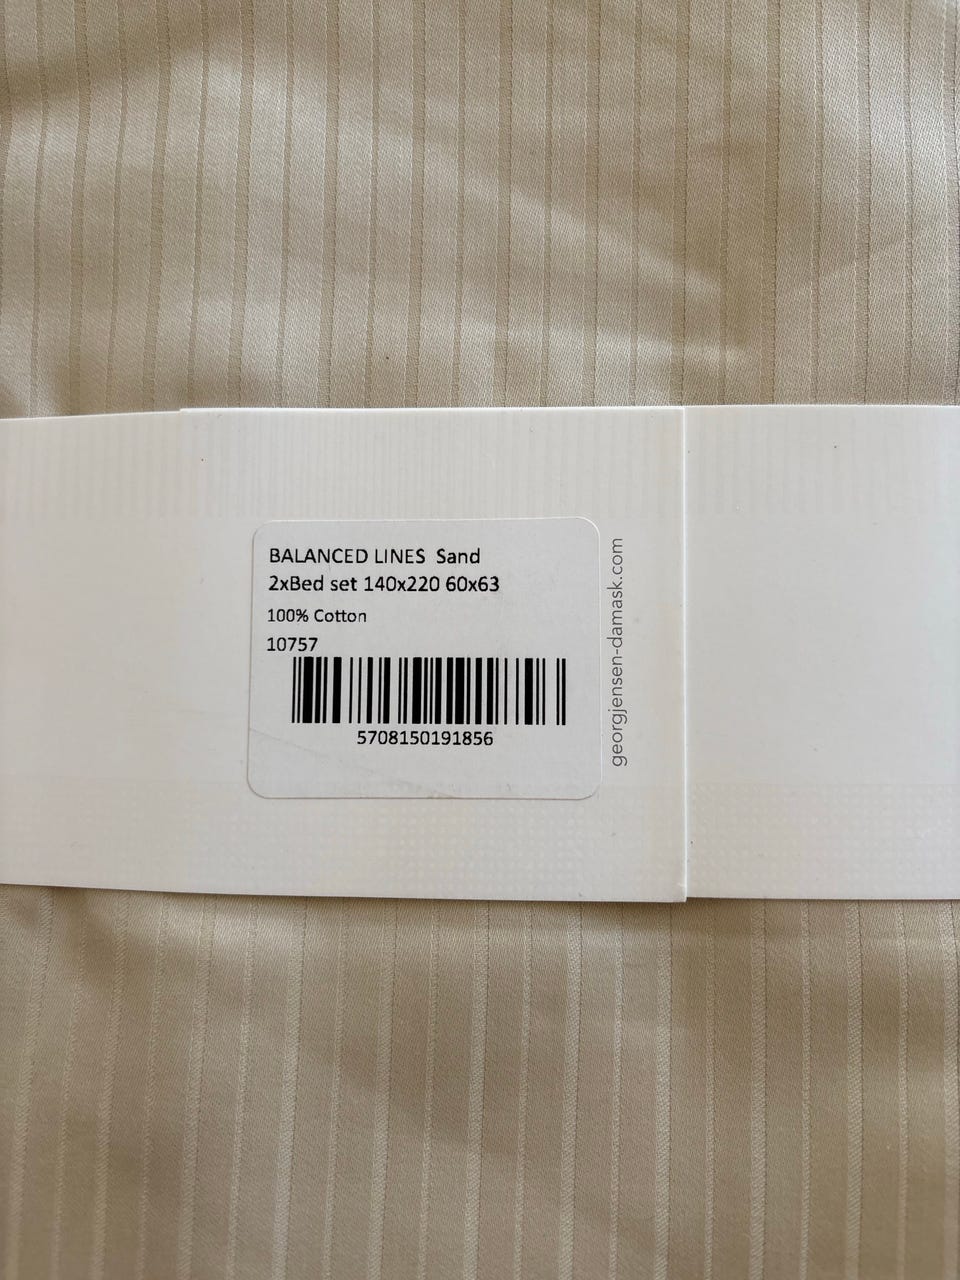 BALANCED LINES Sand
2xBed set 140x220 60x63
100% Cotton
10757
5708150191856
georgjensen-damask.com